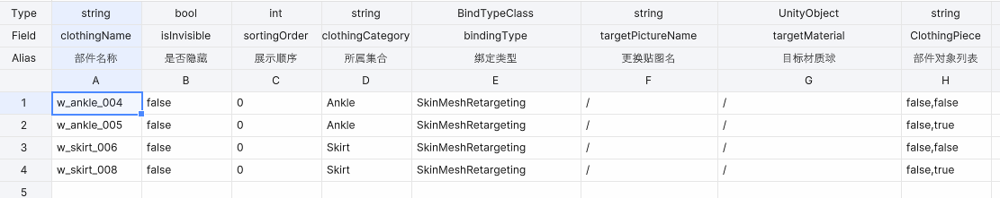 Type string bool int string BindTypeClass string UnityObject string
Field clothingName isInvisible sortingOrder clothingCategory bindingType targetPictureName targetMaterial ClothingPiece
Alias 部件名称 是否隐藏 展示顺序 所属集合 绑定类型 更换贴图名 目标材质球 部件对象列表
A B C D E F G H
1 w_ankle_004 false 0 Ankle SkinMeshRetargeting / / false,false
2 w_ankle_005 false 0 Ankle SkinMeshRetargeting / / false,true
3 w_skirt_006 false 0 Skirt SkinMeshRetargeting / / false,false
4 w_skirt_008 false 0 Skirt SkinMeshRetargeting / / false,true
5